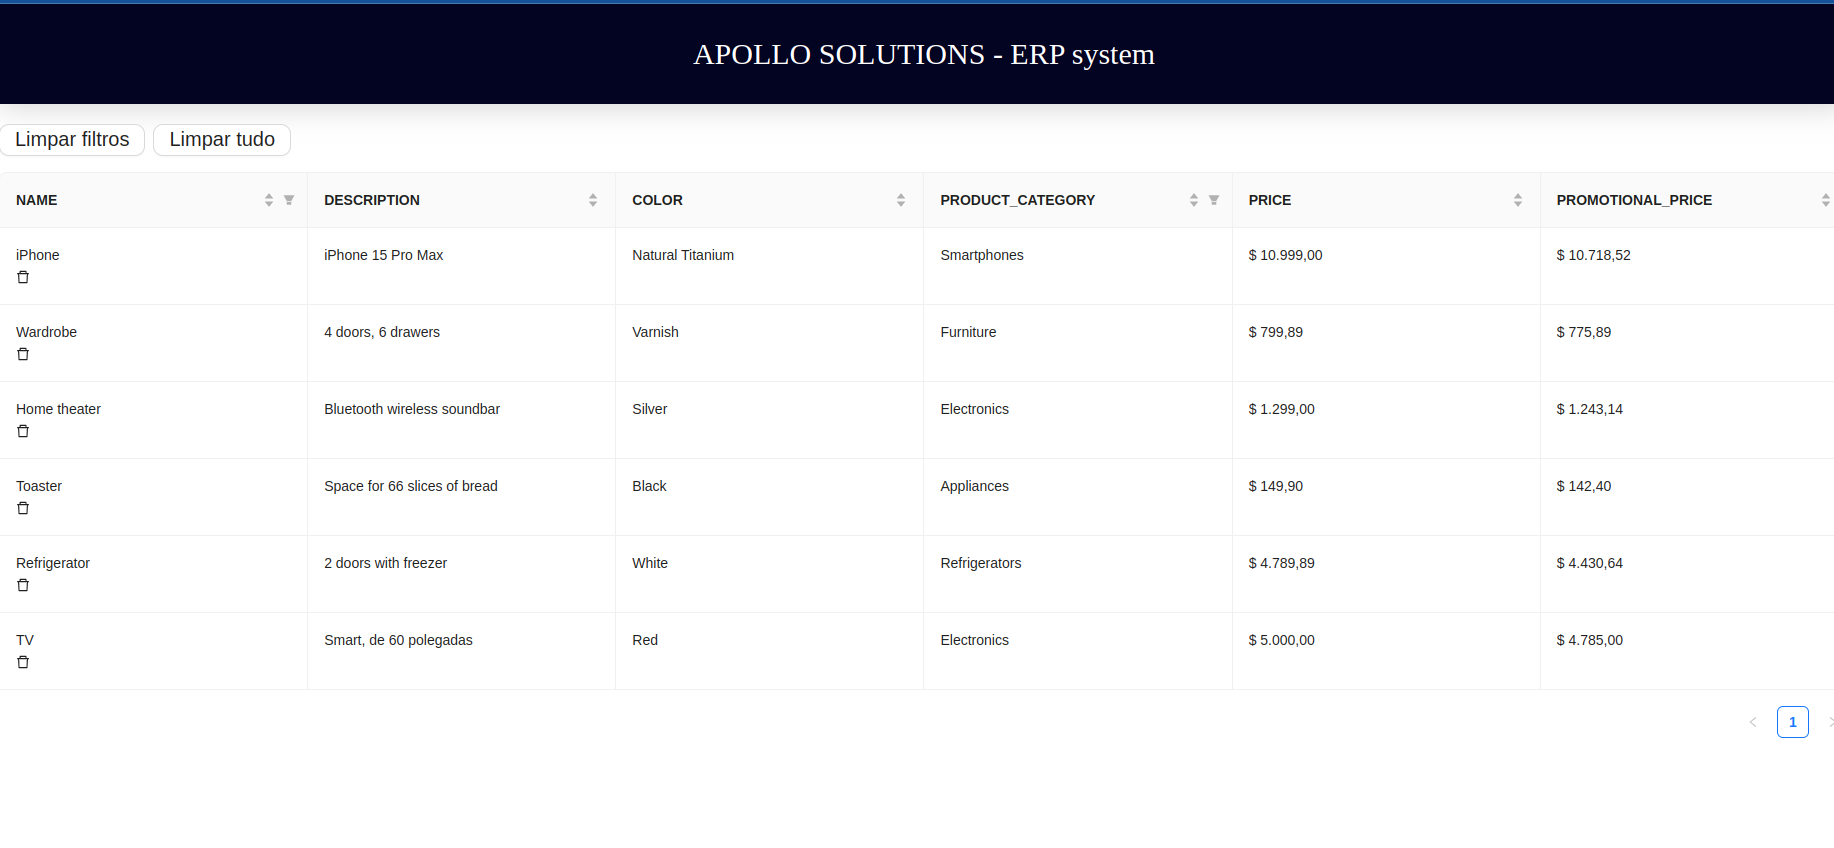 APOLLO SOLUTIONS - ERP system
Limpar filtros Limpar tudo
NAME DESCRIPTION COLOR PRODUCT_CATEGORY PRICE PROMOTIONAL_PRICE
iPhone iPhone 15 Pro Max Natural Titanium Smartphones $ 10.999,00 $ 10.718,52
Wardrobe 4 doors, 6 drawers Varnish Furniture $ 799,89 $ 775,89
Home theater Bluetooth wireless soundbar Silver Electronics $ 1.299,00 $ 1.243,14
Toaster Space for 66 slices of bread Black Appliances $ 149,90 $ 142,40
Refrigerator 2 doors with freezer White Refrigerators $ 4.789,89 $ 4.430,64
TV Smart, de 60 polegadas Red Electronics $ 5.000,00 $ 4.785,00
1